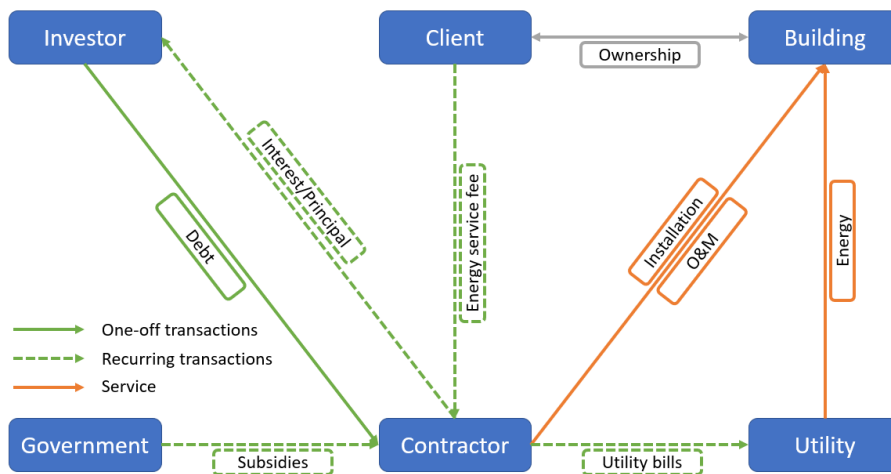 Investor
Client
Building
Ownership
Interest/Principal
Energy service fee
Debt
Installation
O&M
Energy
One-off transactions
Recurring transactions
Service
Government
Subsidies
Contractor
Utility bills
Utility